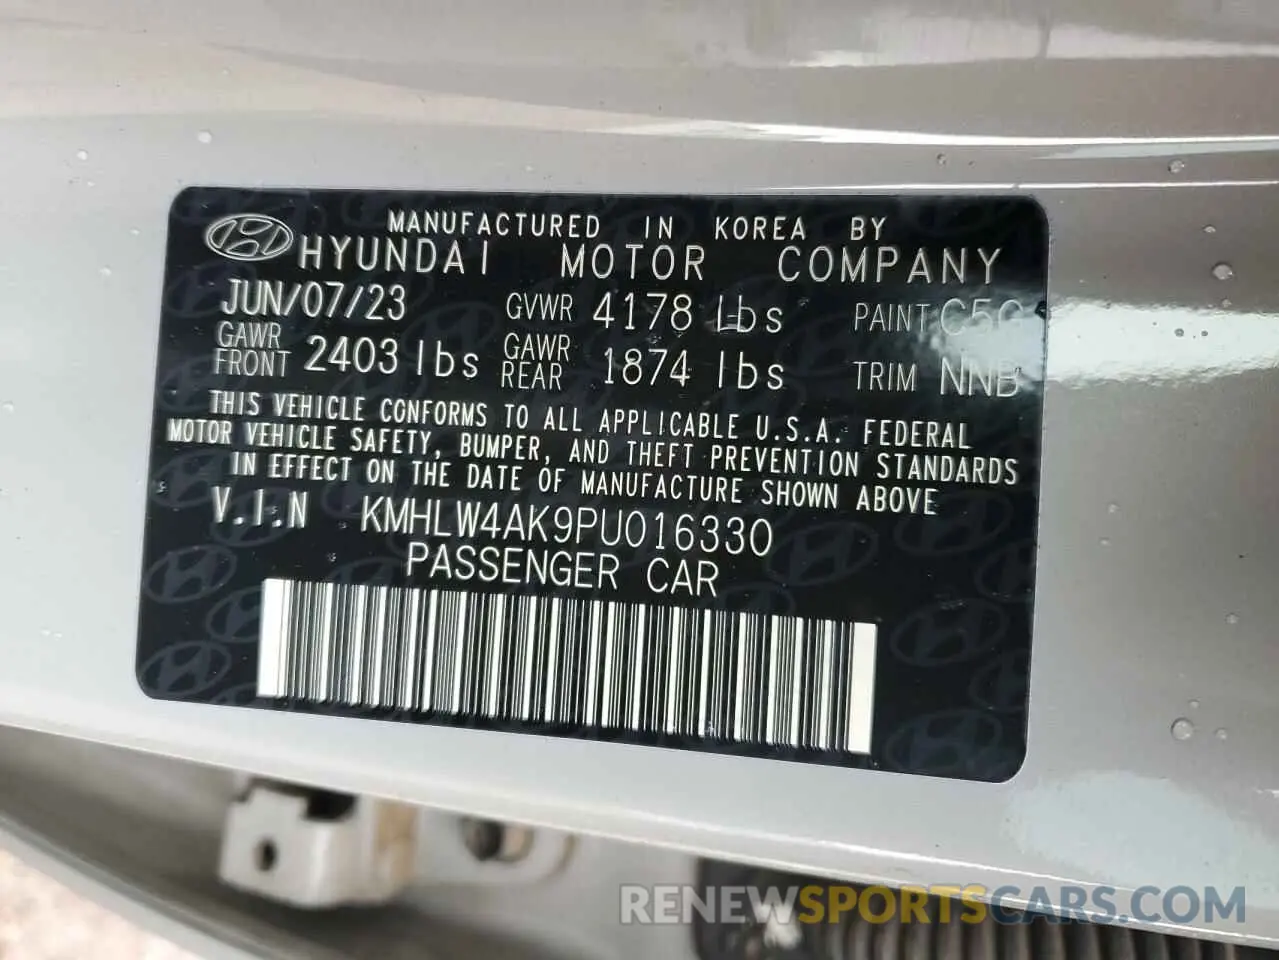 MANUFACTURED IN KOREA BY
HYUNDAI MOTOR COMPANY
JUN/07/23 GVWR 4178 lbs PAINT C5G
GAWR FRONT 2403 lbs GAWR REAR 1874 lbs TRIM NNB
THIS VEHICLE CONFORMS TO ALL APPLICABLE U.S.A. FEDERAL
MOTOR VEHICLE SAFETY, BUMPER, AND THEFT PREVENTION STANDARDS
IN EFFECT ON THE DATE OF MANUFACTURE SHOWN ABOVE
V.I.N KMHLW4AK9PU016330
PASSENGER CAR
RENEWSPORTSCARS.COM